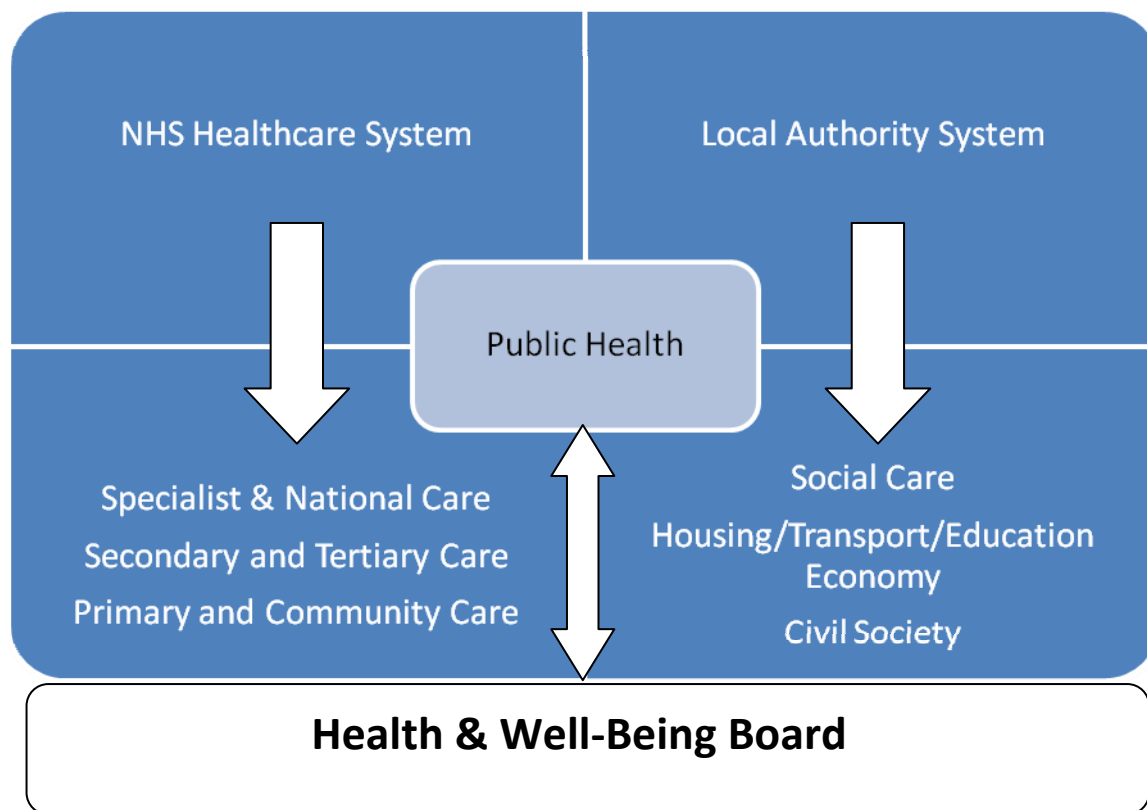 NHS Healthcare System
Local Authority System
Public Health
Specialist & National Care
Secondary and Tertiary Care
Primary and Community Care
Social Care
Housing/Transport/Education
Economy
Civil Society
Health & Well-Being Board